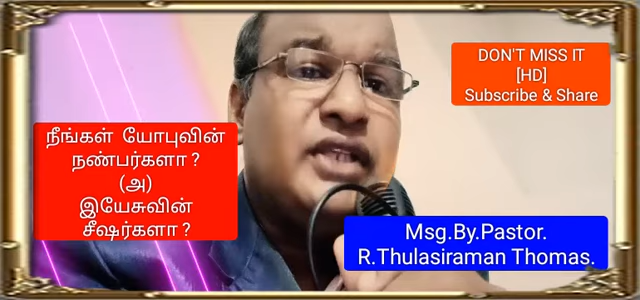 DON'T MISS IT
[HD]
Subscribe & Share
நீங்கள் யோபுவின்
நண்பர்களா ?
(அ)
இயேசுவின்
சீஷர்களா ?
Msg.By.Pastor.
R.Thulasiraman Thomas.